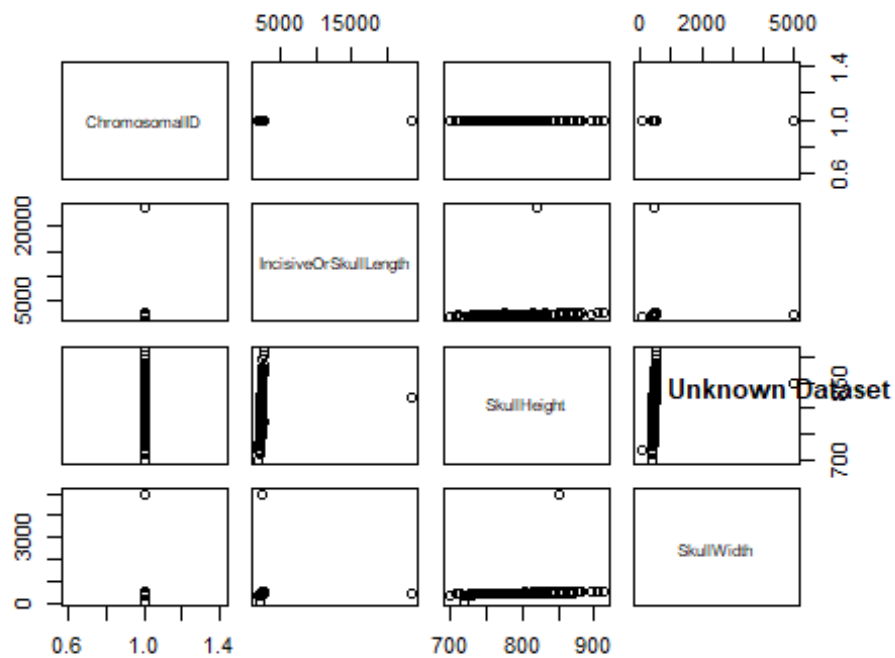 5000 15000
0 2000 5000
ChromosomalID
0.6 1.0 1.4
5000 20000
IncisiveOrSkullLength
SkullHeight
Unknown Dataset
700 850
0 3000
SkullWidth
0.6 1.0 1.4
700 800 900